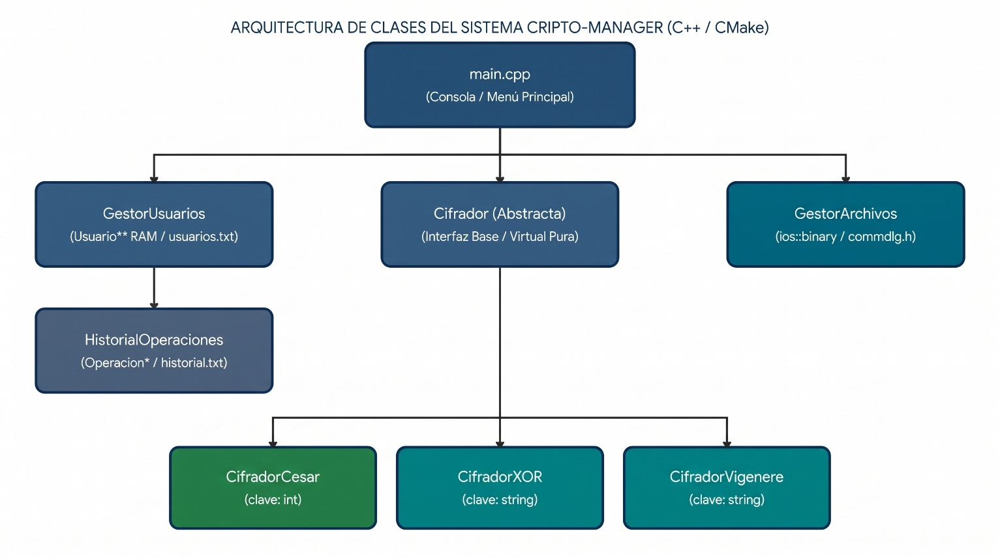 ARQUITECTURA DE CLASES DEL SISTEMA CRIPTO-MANAGER (C++ / CMake)
main.cpp
(Consola / Menú Principal)
GestorUsuarios
(Usuario** RAM / usuarios.txt)
Cifrador (Abstracta)
(Interfaz Base / Virtual Pura)
GestorArchivos
(ios::binary / commdlg.h)
HistorialOperaciones
(Operacion* / historial.txt)
CifradorCesar
(clave: int)
CifradorXOR
(clave: string)
CifradorVigenere
(clave: string)